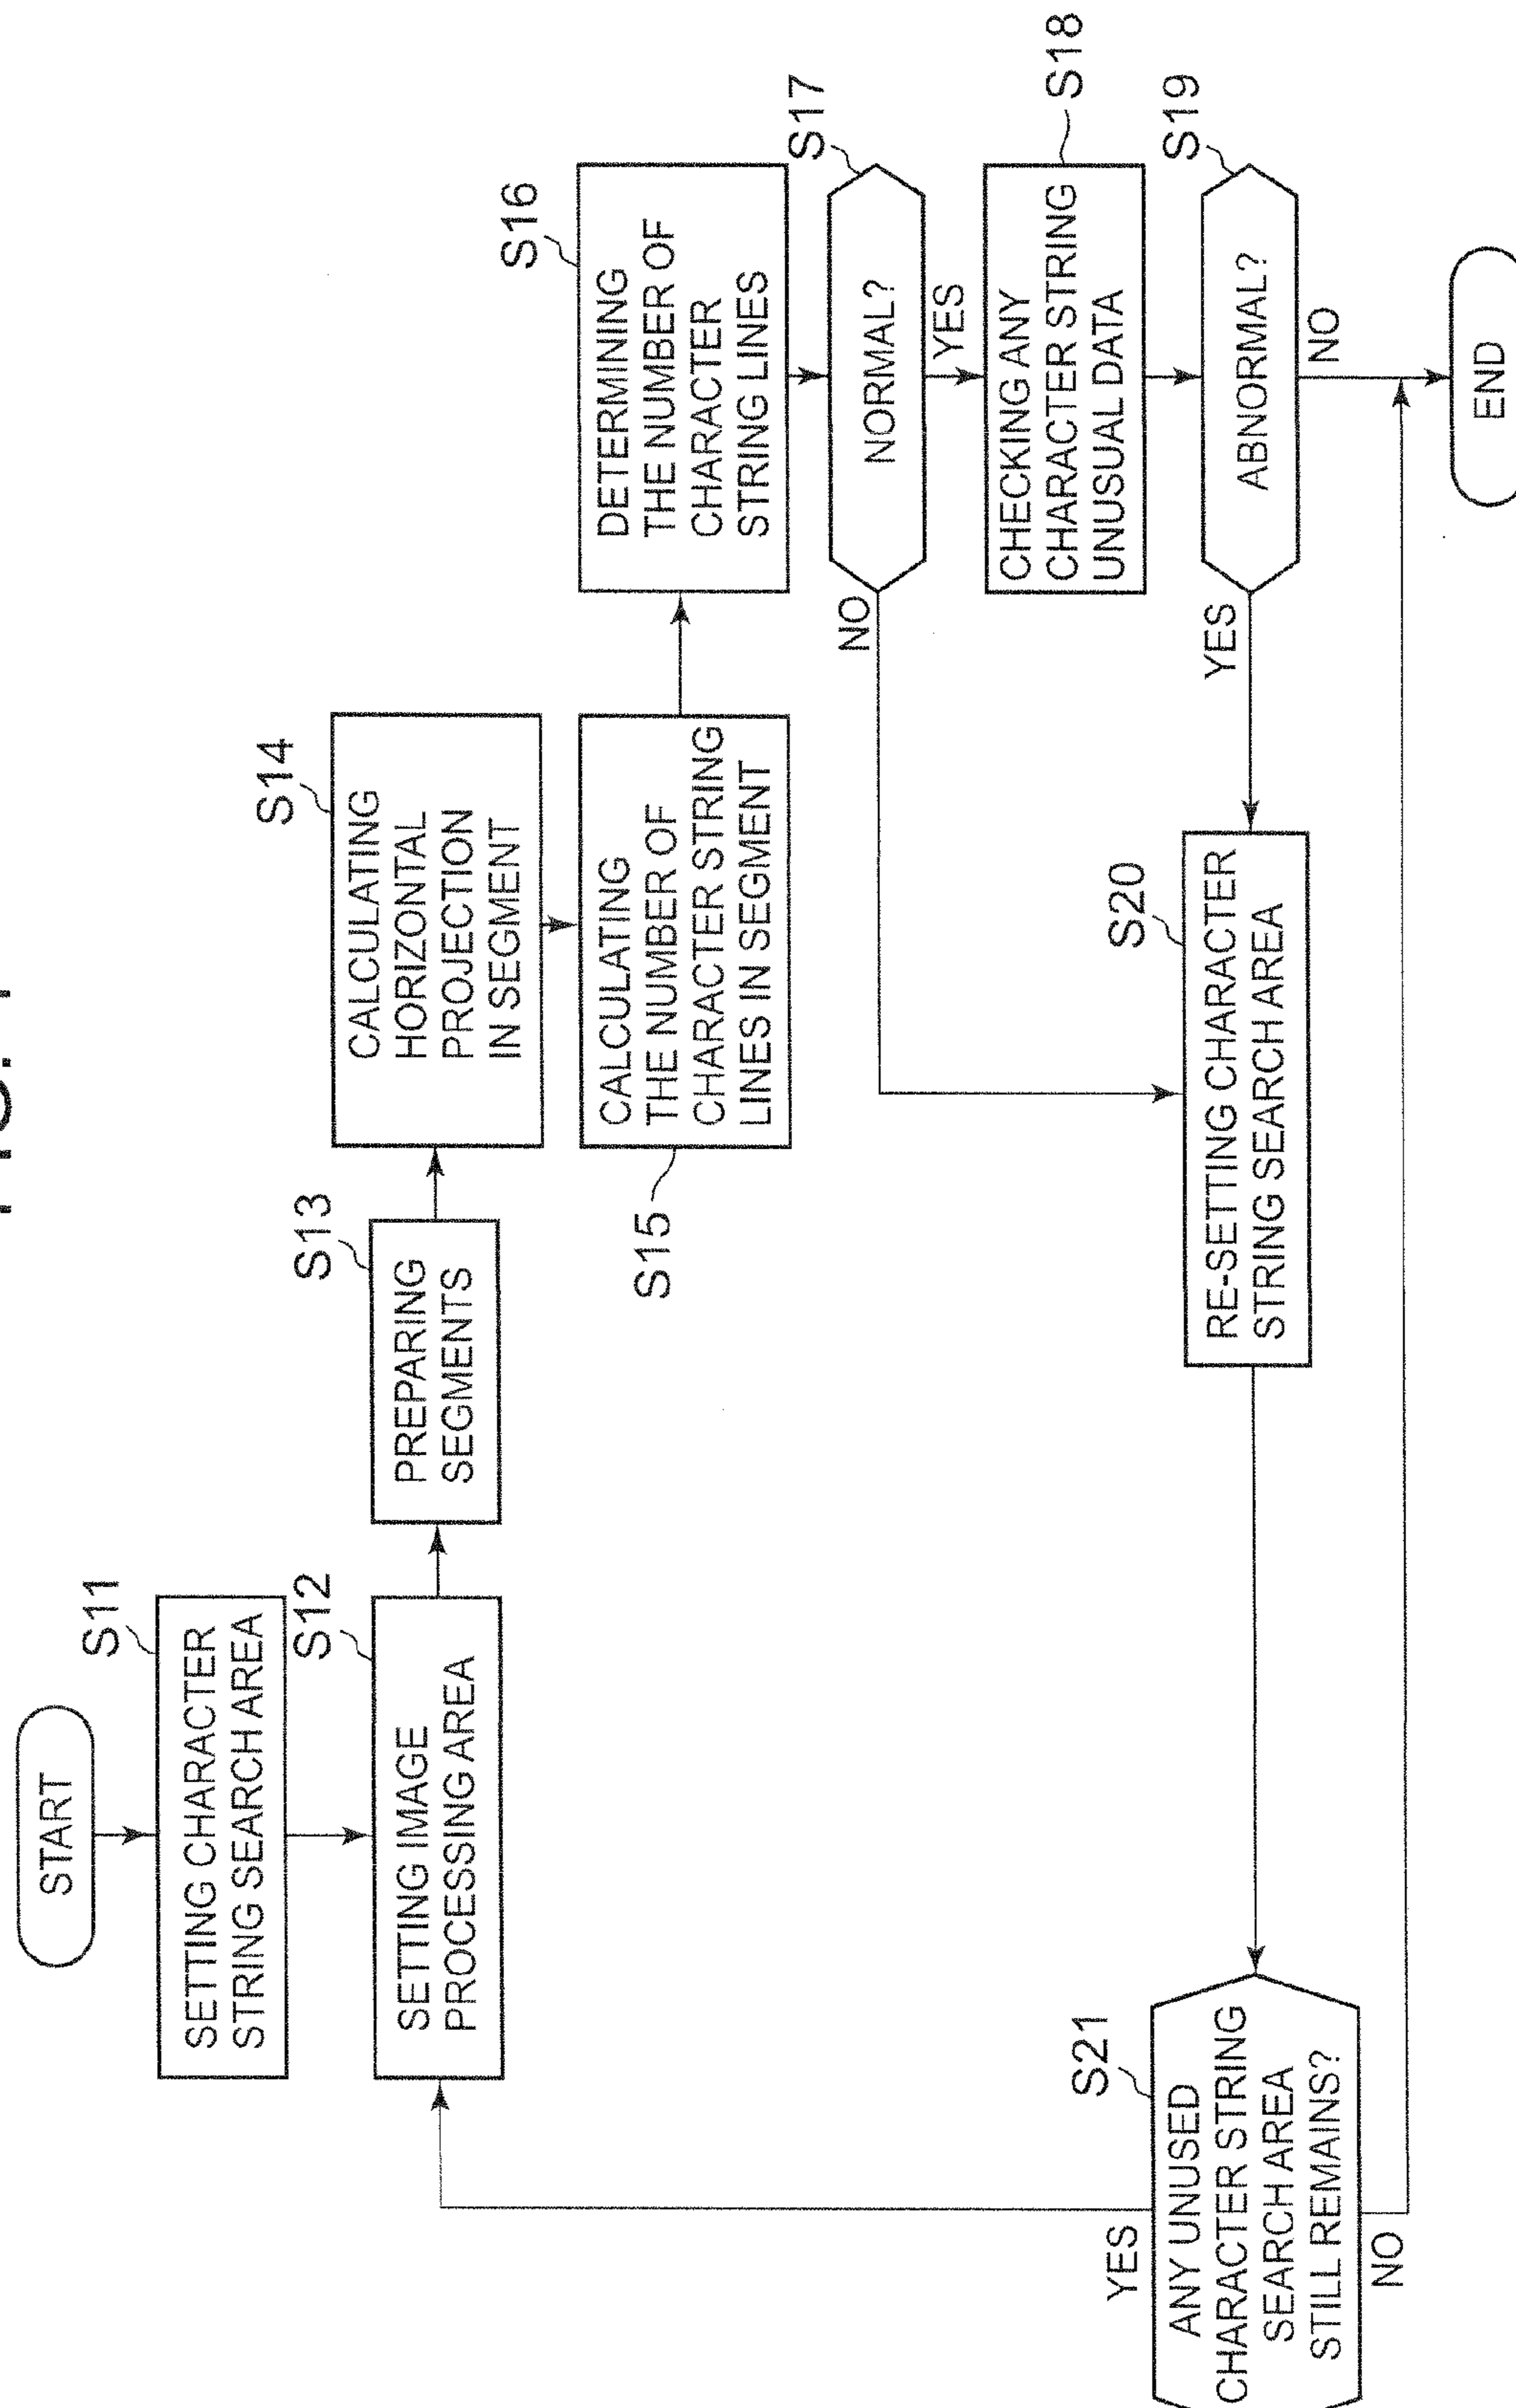 START
S11
SETTING CHARACTER
STRING SEARCH AREA
S12
SETTING IMAGE
PROCESSING AREA
S13
PREPARING
SEGMENTS
S14
CALCULATING
HORIZONTAL
PROJECTION
IN SEGMENT
S15
CALCULATING
THE NUMBER OF
CHARACTER STRING
LINES IN SEGMENT
S16
DETERMINING
THE NUMBER OF
CHARACTER
STRING LINES
S17
NORMAL?
NO
YES
S18
CHECKING ANY
CHARACTER STRING
UNUSUAL DATA
S19
ABNORMAL?
YES
NO
S20
RE-SETTING CHARACTER
STRING SEARCH AREA
S21
ANY UNUSED
CHARACTER STRING
SEARCH AREA
STILL REMAINS?
YES
NO
END